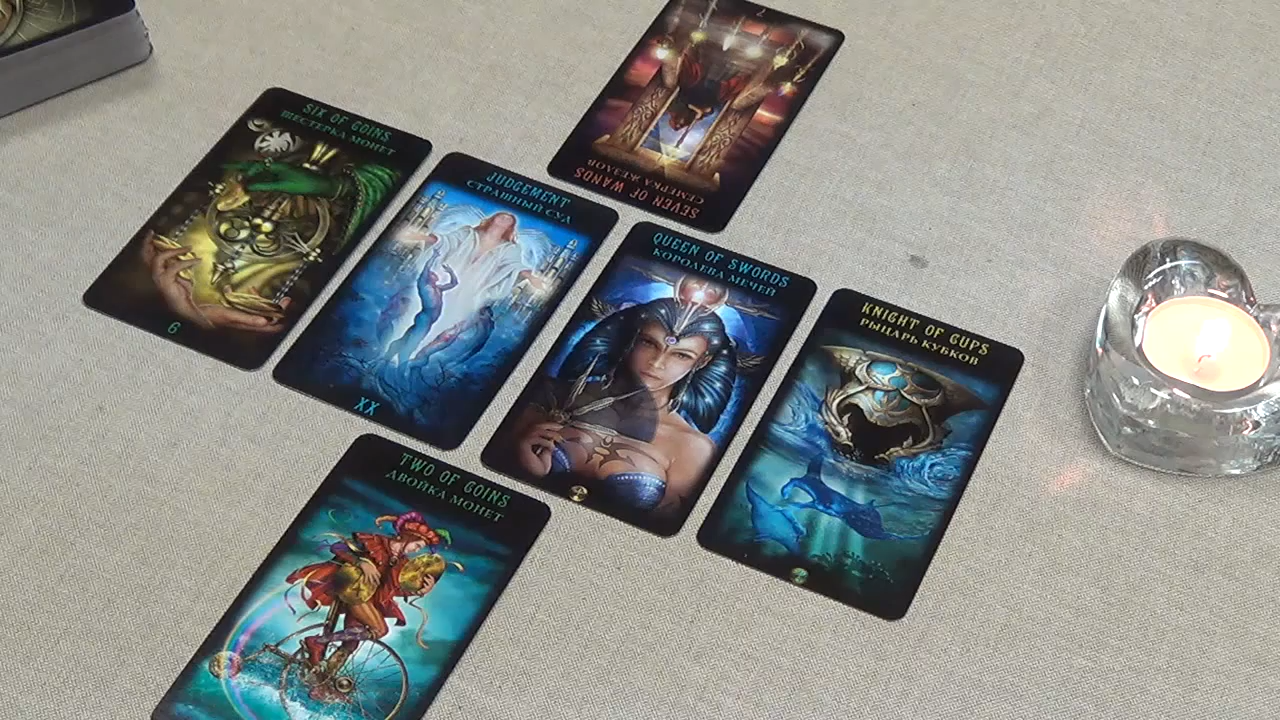 SEVEN OF WANDS
СЕМЕРКА ЖЕЗЛОВ
7
SIX OF COINS
ШЕСТЕРКА МОНЕТ
6
JUDGEMENT
СТРАШНЫЙ СУД
XX
QUEEN OF SWORDS
КОРОЛЕВА МЕЧЕЙ
KNIGHT OF CUPS
РЫЦАРЬ КУБКОВ
TWO OF COINS
ДВОЙКА МОНЕТ